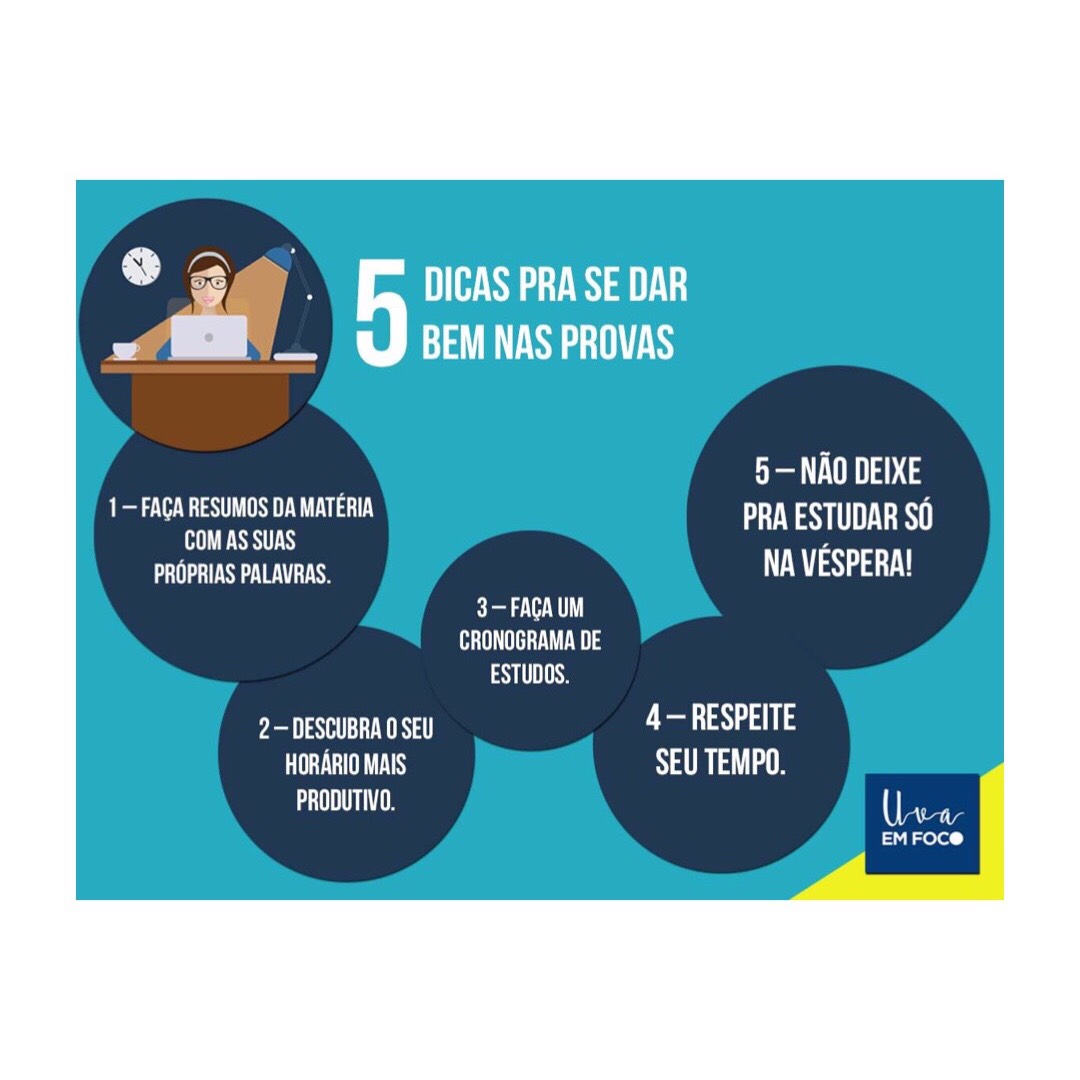 5
DICAS PRA SE DAR
BEM NAS PROVAS
1 – FAÇA RESUMOS DA MATÉRIA
COM AS SUAS
PRÓPRIAS PALAVRAS.
2 – DESCUBRA O SEU
HORÁRIO MAIS
PRODUTIVO.
3 – FAÇA UM
CRONOGRAMA DE
ESTUDOS.
4 – RESPEITE
SEU TEMPO.
5 – NÃO DEIXE
PRA ESTUDAR SÓ
NA VÉSPERA!
Uva
EM FOCO